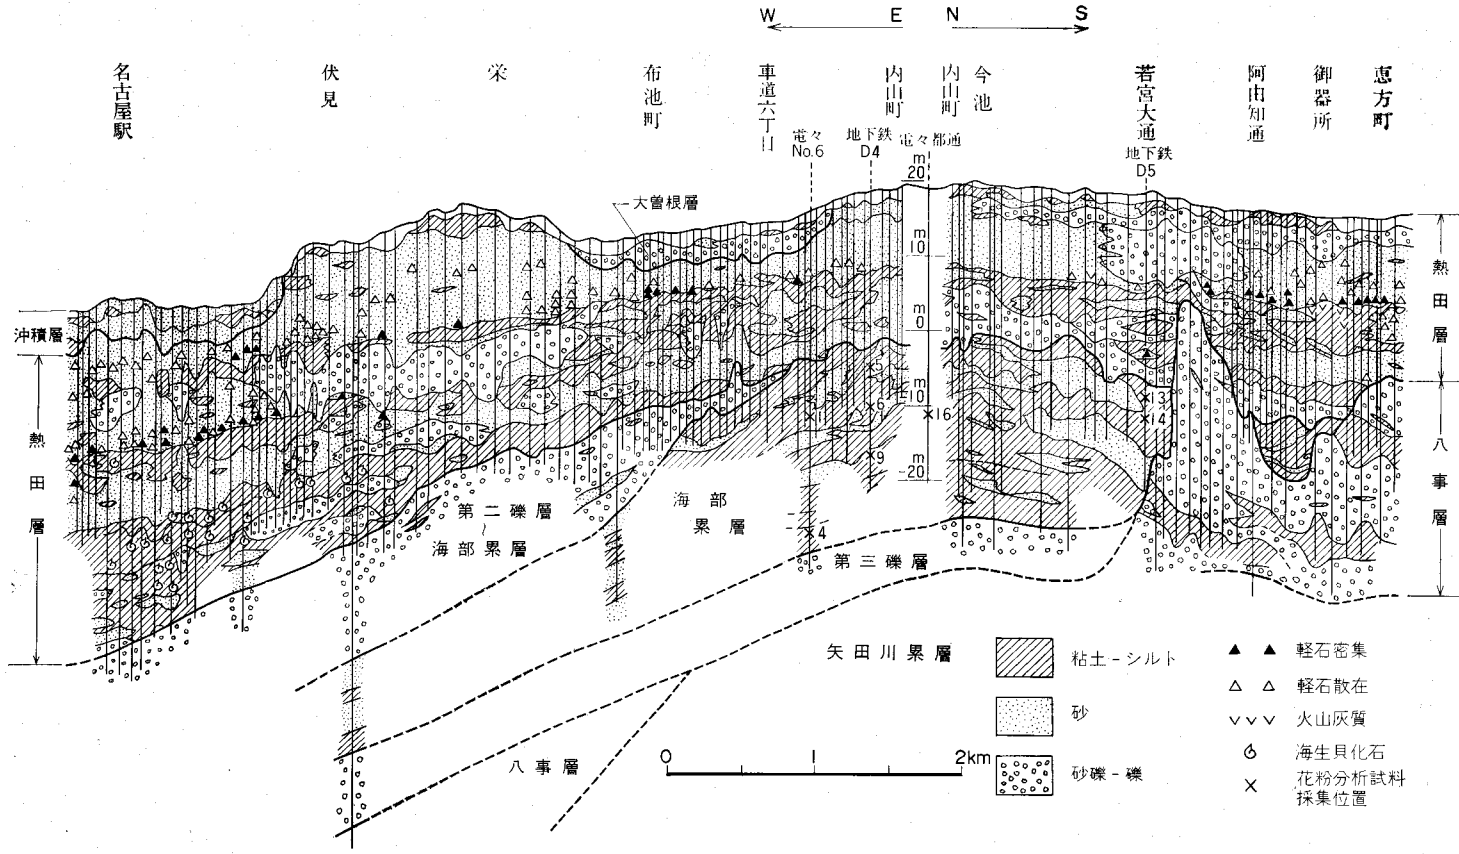 W E N S
名古屋駅
伏見
栄
布池町
車道六丁目
内山町
内山町
今池
若宮大通
阿由知通
御器所
恵方町
電々
No.6
地下鉄
D4
電々都通
地下鉄
D5
大曽根層
m
20
m
10
m
0
m
-10
m
-20
沖積層
熱田層
熱田層
八事層
11
5
6
7
9
4
16
13
14
第二礫層
~
海部累層
海部
累層
第三礫層
矢田川累層
八事層
0 1 2km
粘土-シルト
砂
砂礫-礫
軽石密集
軽石散在
火山灰質
海生貝化石
花粉分析試料
採集位置